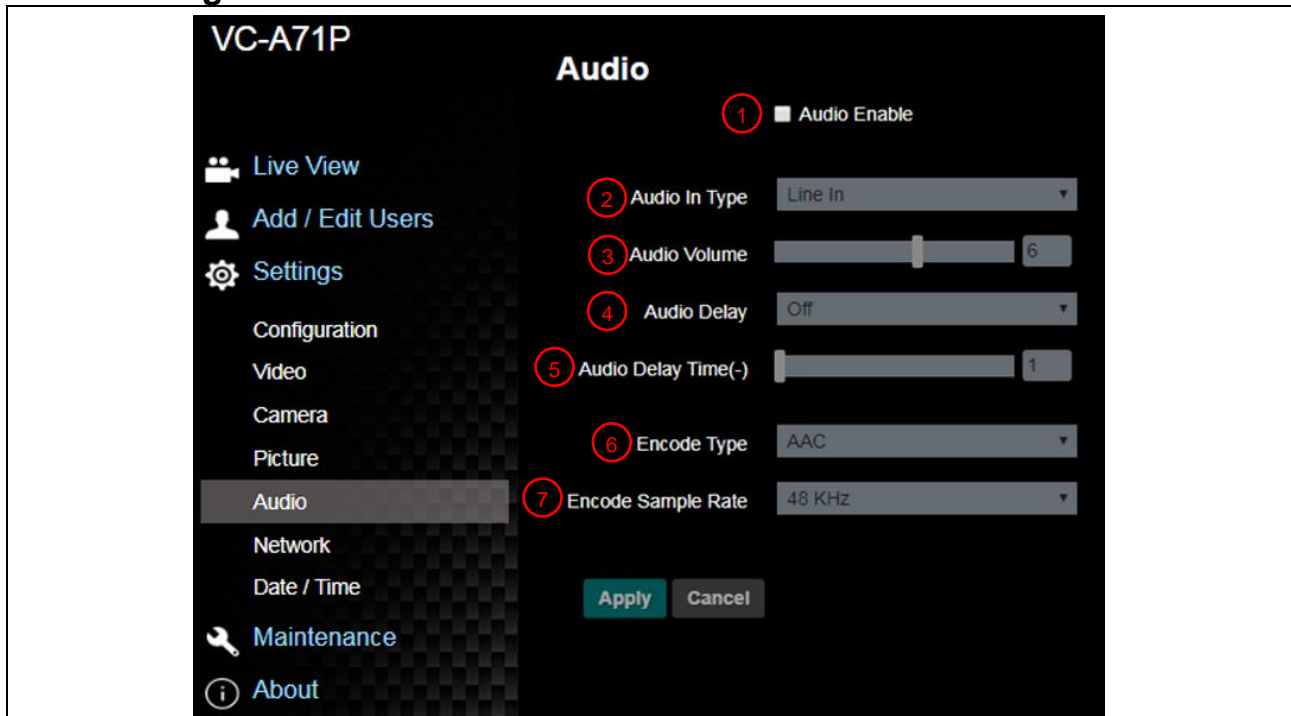 VC-A71P
Audio
1 Audio Enable
Live View
Add / Edit Users
Settings
Configuration
Video
Camera
Picture
Audio
Network
Date / Time
Maintenance
About
2 Audio In Type Line In
3 Audio Volume 6
4 Audio Delay Off
5 Audio Delay Time(-) 1
6 Encode Type AAC
7 Encode Sample Rate 48 KHz
Apply Cancel